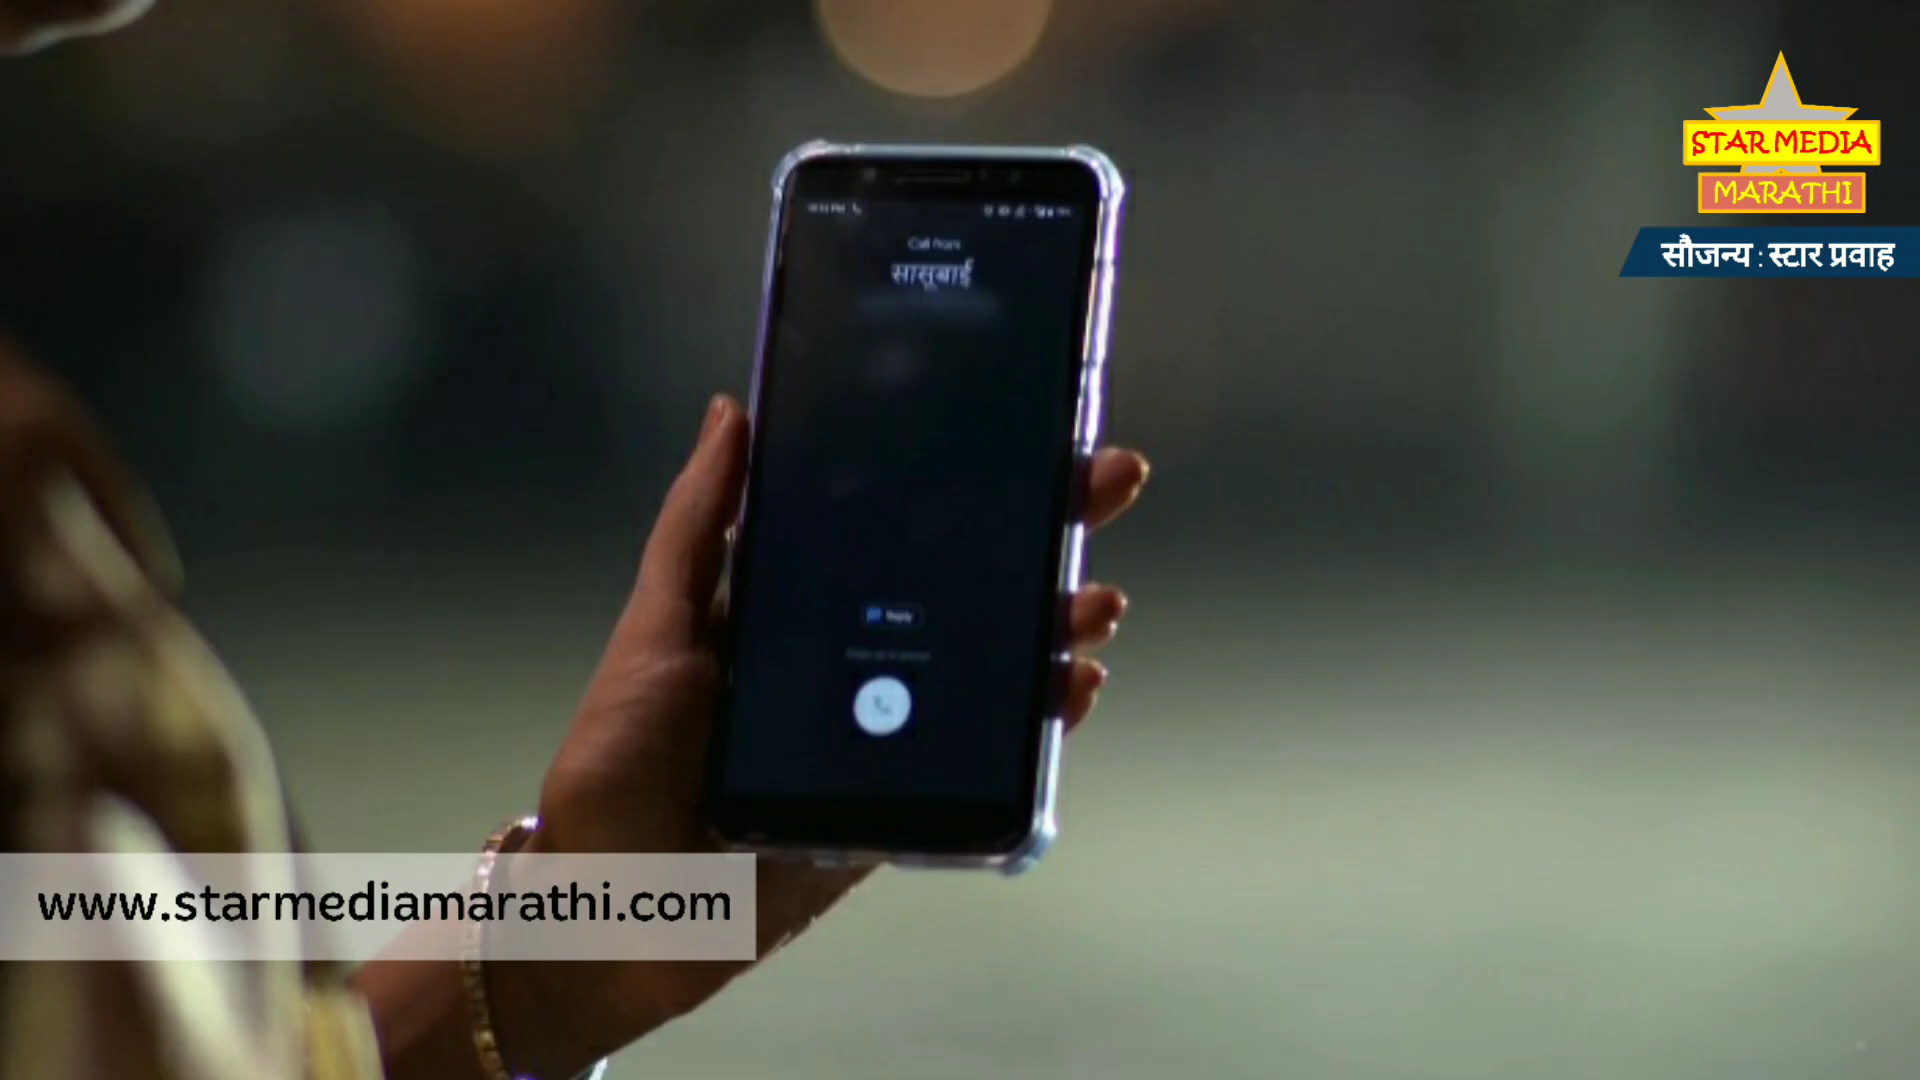 STAR MEDIA
MARATHI
सौजन्य : स्टार प्रवाह
Call from
सासूबाई
Reply
www.starmediamarathi.com